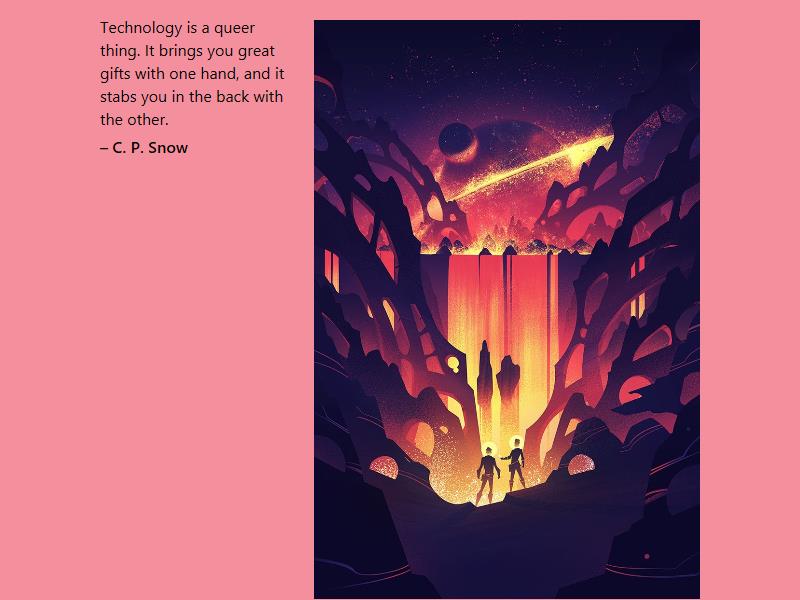 Technology is a queer
thing. It brings you great
gifts with one hand, and it
stabs you in the back with
the other.
– C. P. Snow